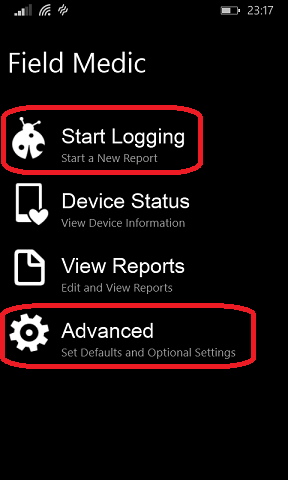 23:17
Field Medic
Start Logging
Start a New Report
Device Status
View Device Information
View Reports
Edit and View Reports
Advanced
Set Defaults and Optional Settings